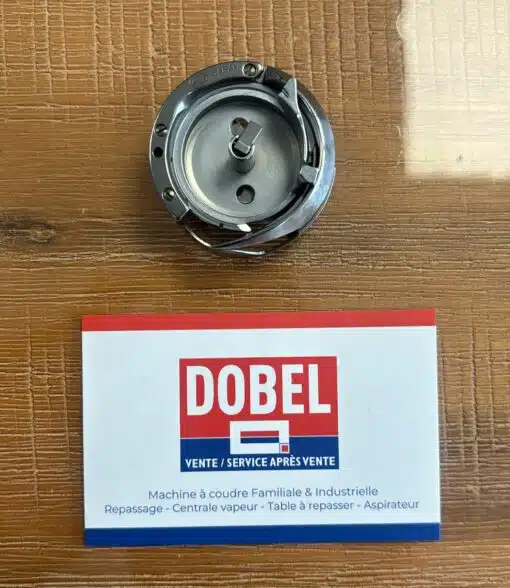 DOBEL
VENTE / SERVICE APRÈS VENTE
Machine à coudre Familiale & Industrielle
Repassage - Centrale vapeur - Table à repasser - Aspirateur